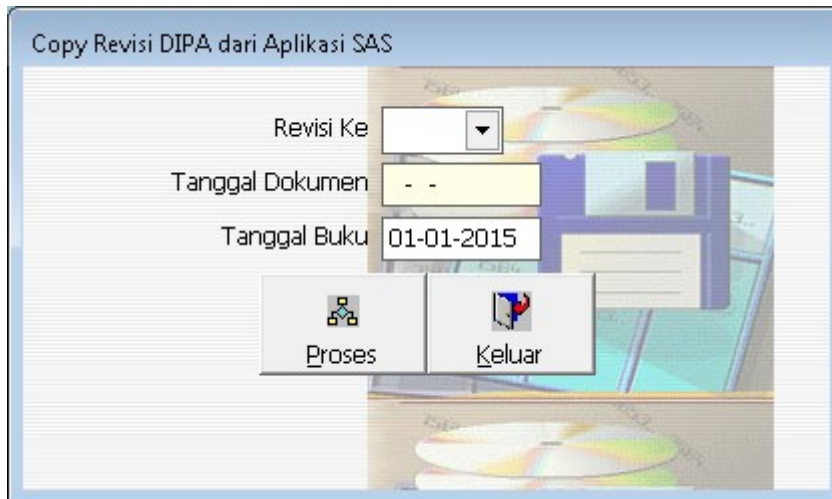 Copy Revisi DIPA dari Aplikasi SAS
Revisi Ke
Tanggal Dokumen - -
Tanggal Buku 01-01-2015
Proses Keluar